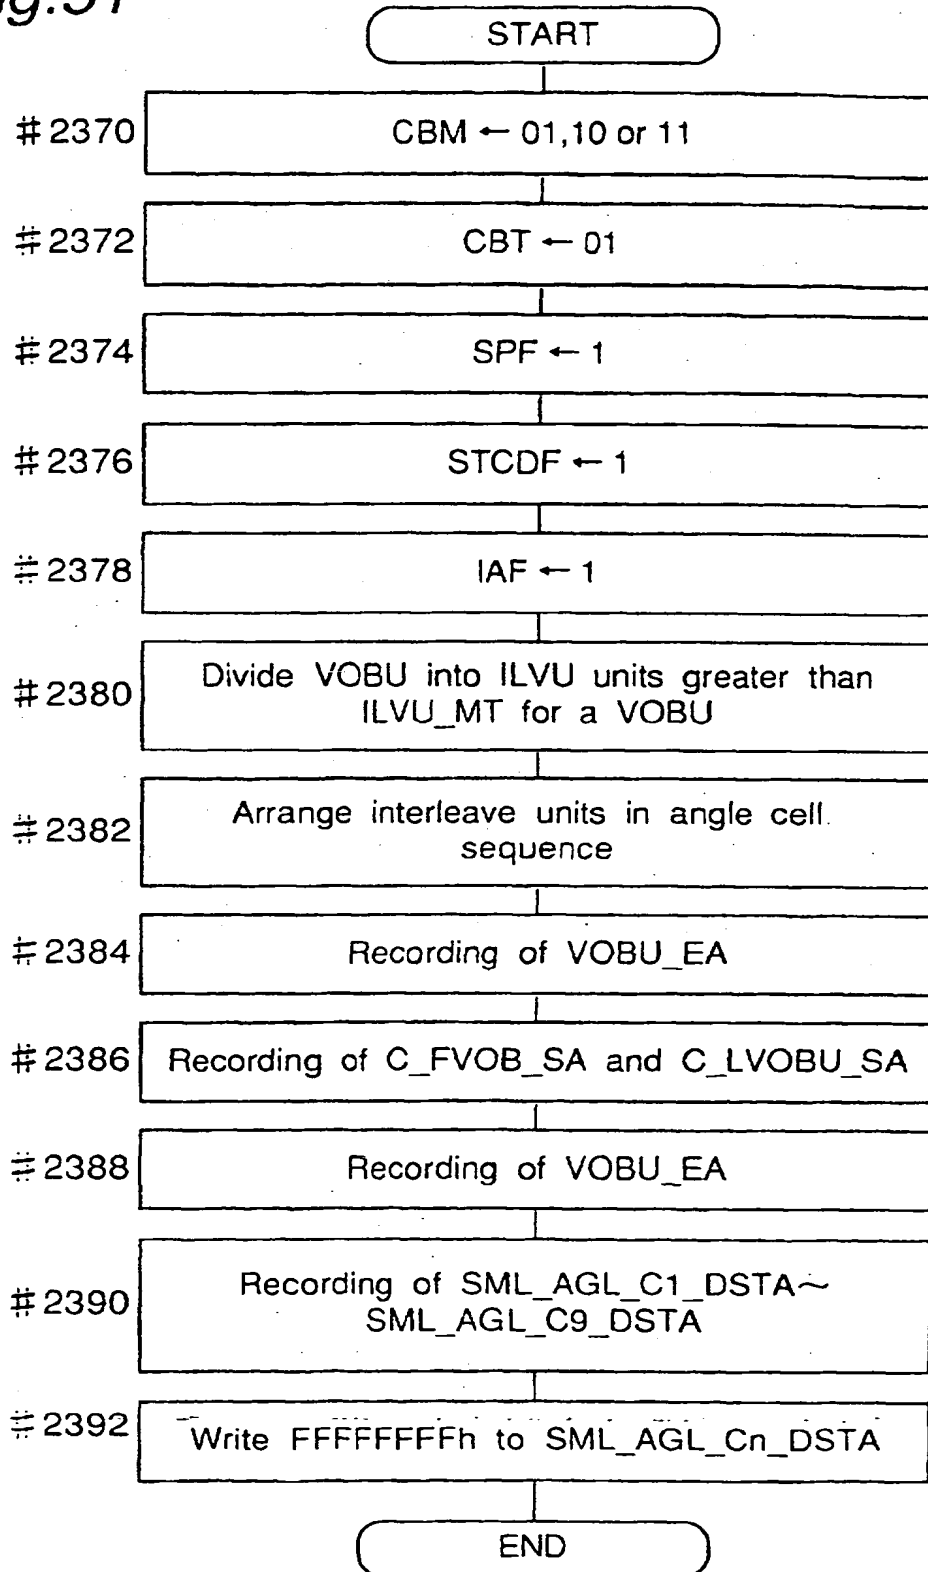 START
#2370 CBM ← 01,10 or 11
#2372 CBT ← 01
#2374 SPF ← 1
#2376 STCDF ← 1
#2378 IAF ← 1
#2380 Divide VOBU into ILVU units greater than
ILVU_MT for a VOBU
#2382 Arrange interleave units in angle cell
sequence
#2384 Recording of VOBU_EA
#2386 Recording of C_FVOB_SA and C_LVOBU_SA
#2388 Recording of VOBU_EA
#2390 Recording of SML_AGL_C1_DSTA~
SML_AGL_C9_DSTA
#2392 Write FFFFFFFFh to SML_AGL_Cn_DSTA
END